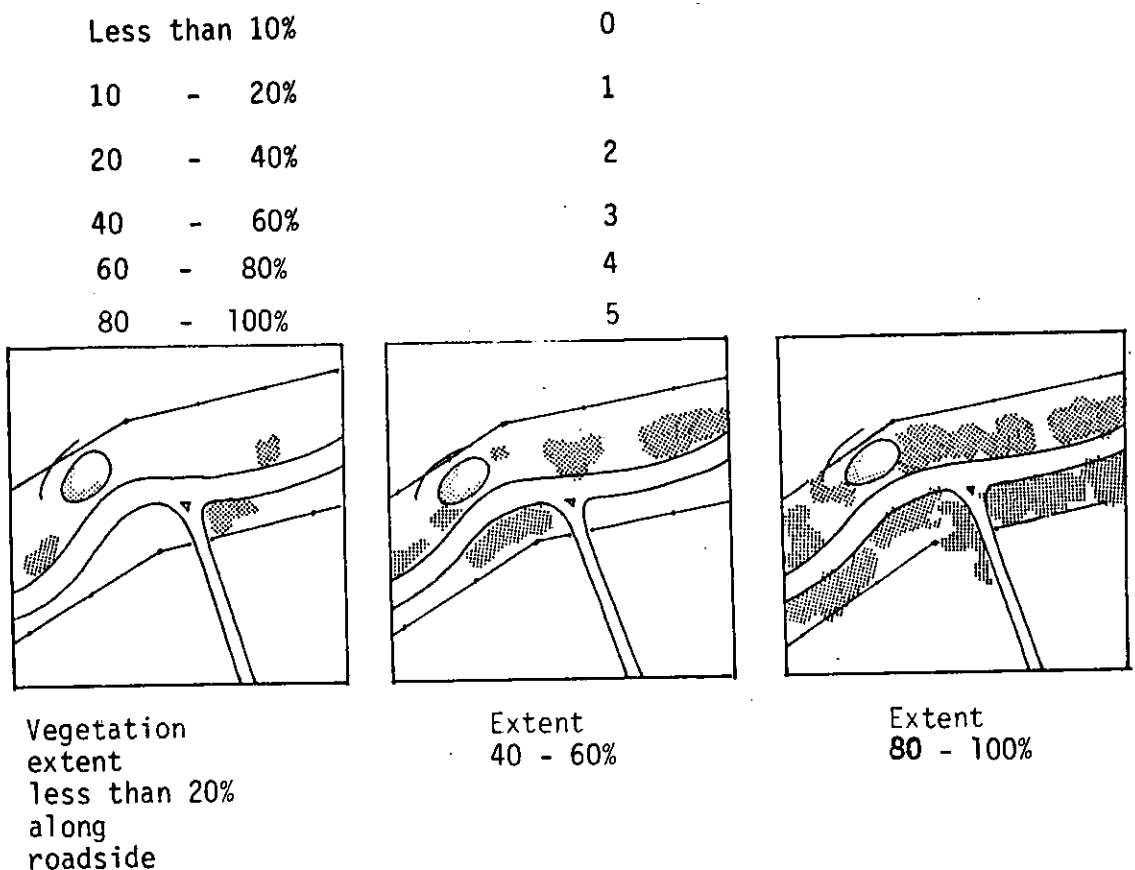 Less than 10% 0
10 - 20% 1
20 - 40% 2
40 - 60% 3
60 - 80% 4
80 - 100% 5
Vegetation
extent
less than 20%
along
roadside
Extent
40 - 60%
Extent
80 - 100%